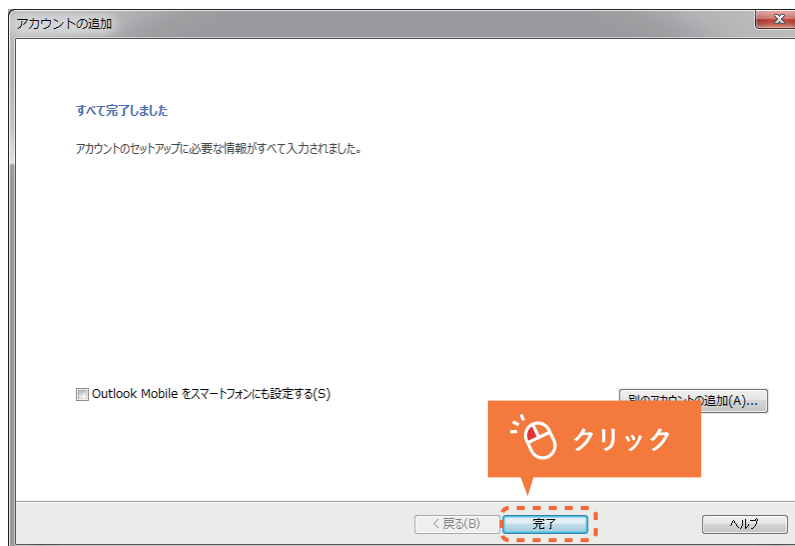 アカウントの追加
すべて完了しました
アカウントのセットアップに必要な情報がすべて入力されました。
Outlook Mobile をスマートフォンにも設定する(S)
別のアカウントの追加(A)...
クリック
< 戻る(B)
完了
ヘルプ